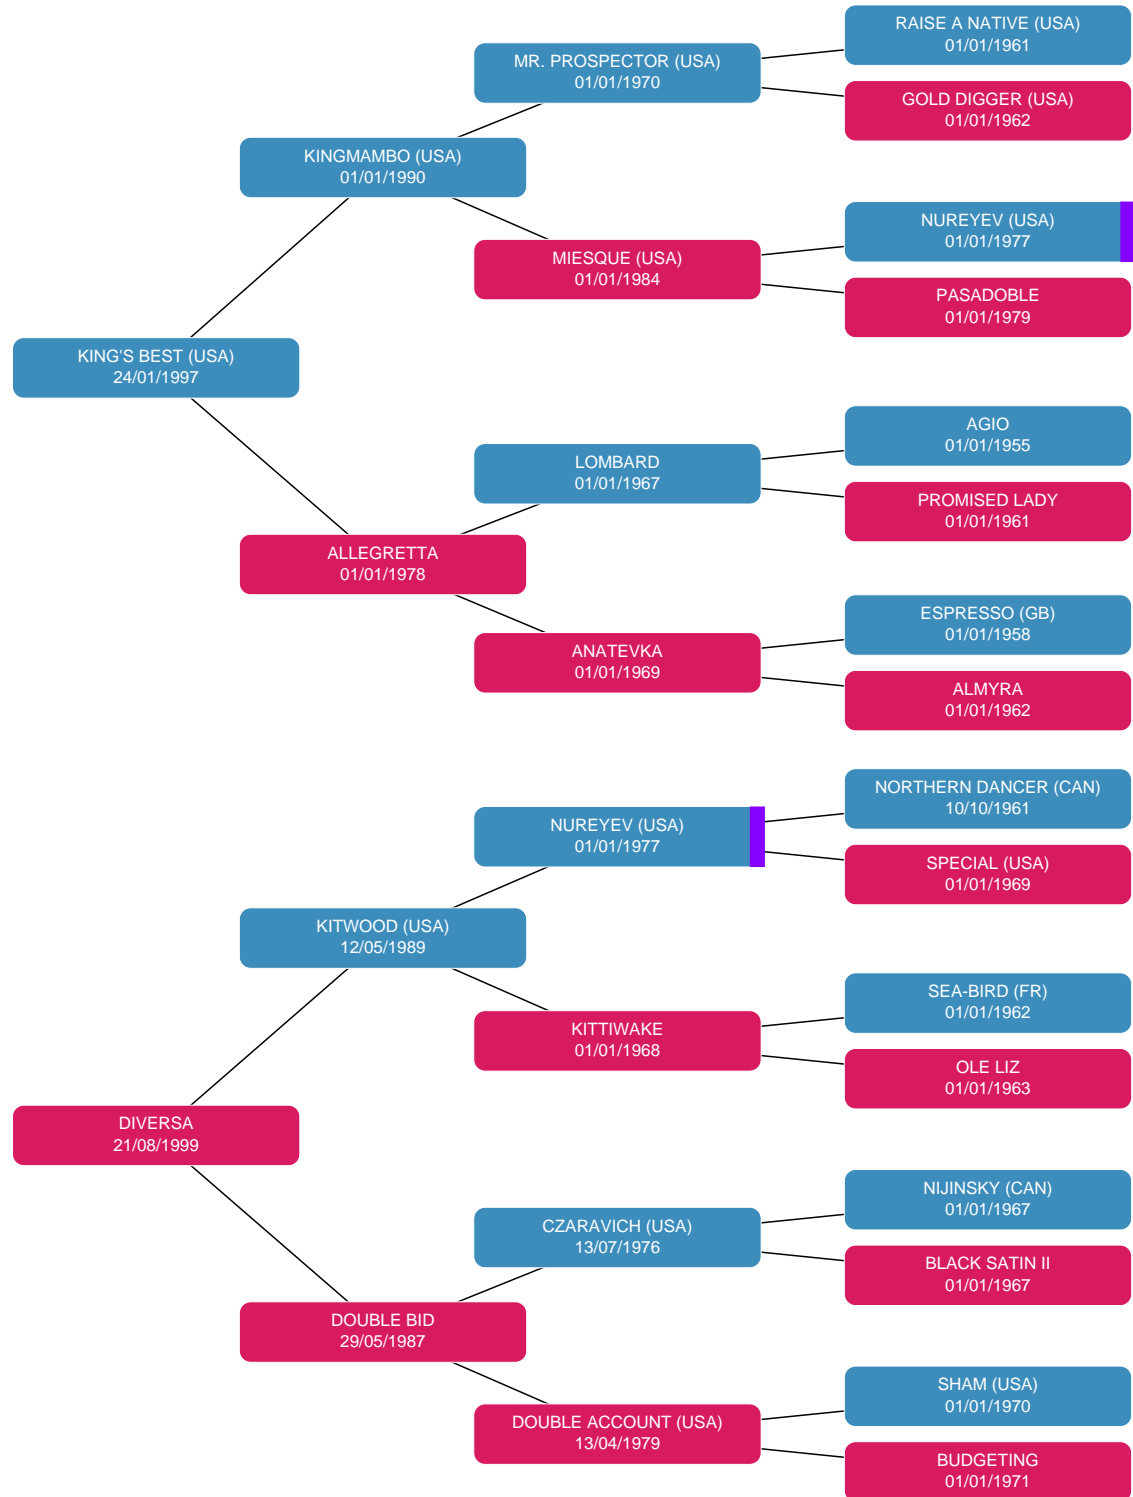 RAISE A NATIVE (USA)
01/01/1961
MR. PROSPECTOR (USA)
01/01/1970
GOLD DIGGER (USA)
01/01/1962
KINGMAMBO (USA)
01/01/1990
NUREYEV (USA)
01/01/1977
MIESQUE (USA)
01/01/1984
PASADOBLE
01/01/1979
KING'S BEST (USA)
24/01/1997
AGIO
01/01/1955
LOMBARD
01/01/1967
PROMISED LADY
01/01/1961
ALLEGRETTA
01/01/1978
ESPRESSO (GB)
01/01/1958
ANATEVKA
01/01/1969
ALMYRA
01/01/1962
NORTHERN DANCER (CAN)
10/10/1961
NUREYEV (USA)
01/01/1977
SPECIAL (USA)
01/01/1969
KITWOOD (USA)
12/05/1989
SEA-BIRD (FR)
01/01/1962
KITTIWAKE
01/01/1968
OLE LIZ
01/01/1963
DIVERSA
21/08/1999
NIJINSKY (CAN)
01/01/1967
CZARAVICH (USA)
13/07/1976
BLACK SATIN II
01/01/1967
DOUBLE BID
29/05/1987
SHAM (USA)
01/01/1970
DOUBLE ACCOUNT (USA)
13/04/1979
BUDGETING
01/01/1971